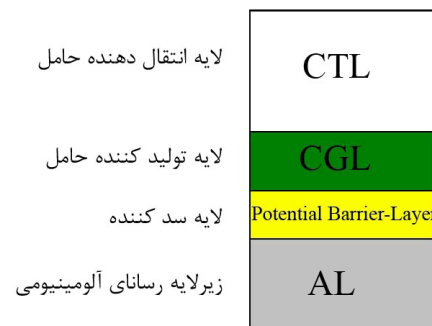 لایه انتقال دهنده حامل
CTL
لایه تولید کننده حامل
CGL
لایه سد کننده
Potential Barrier-Layer
زیرلایه رسانای آلومینیومی
AL